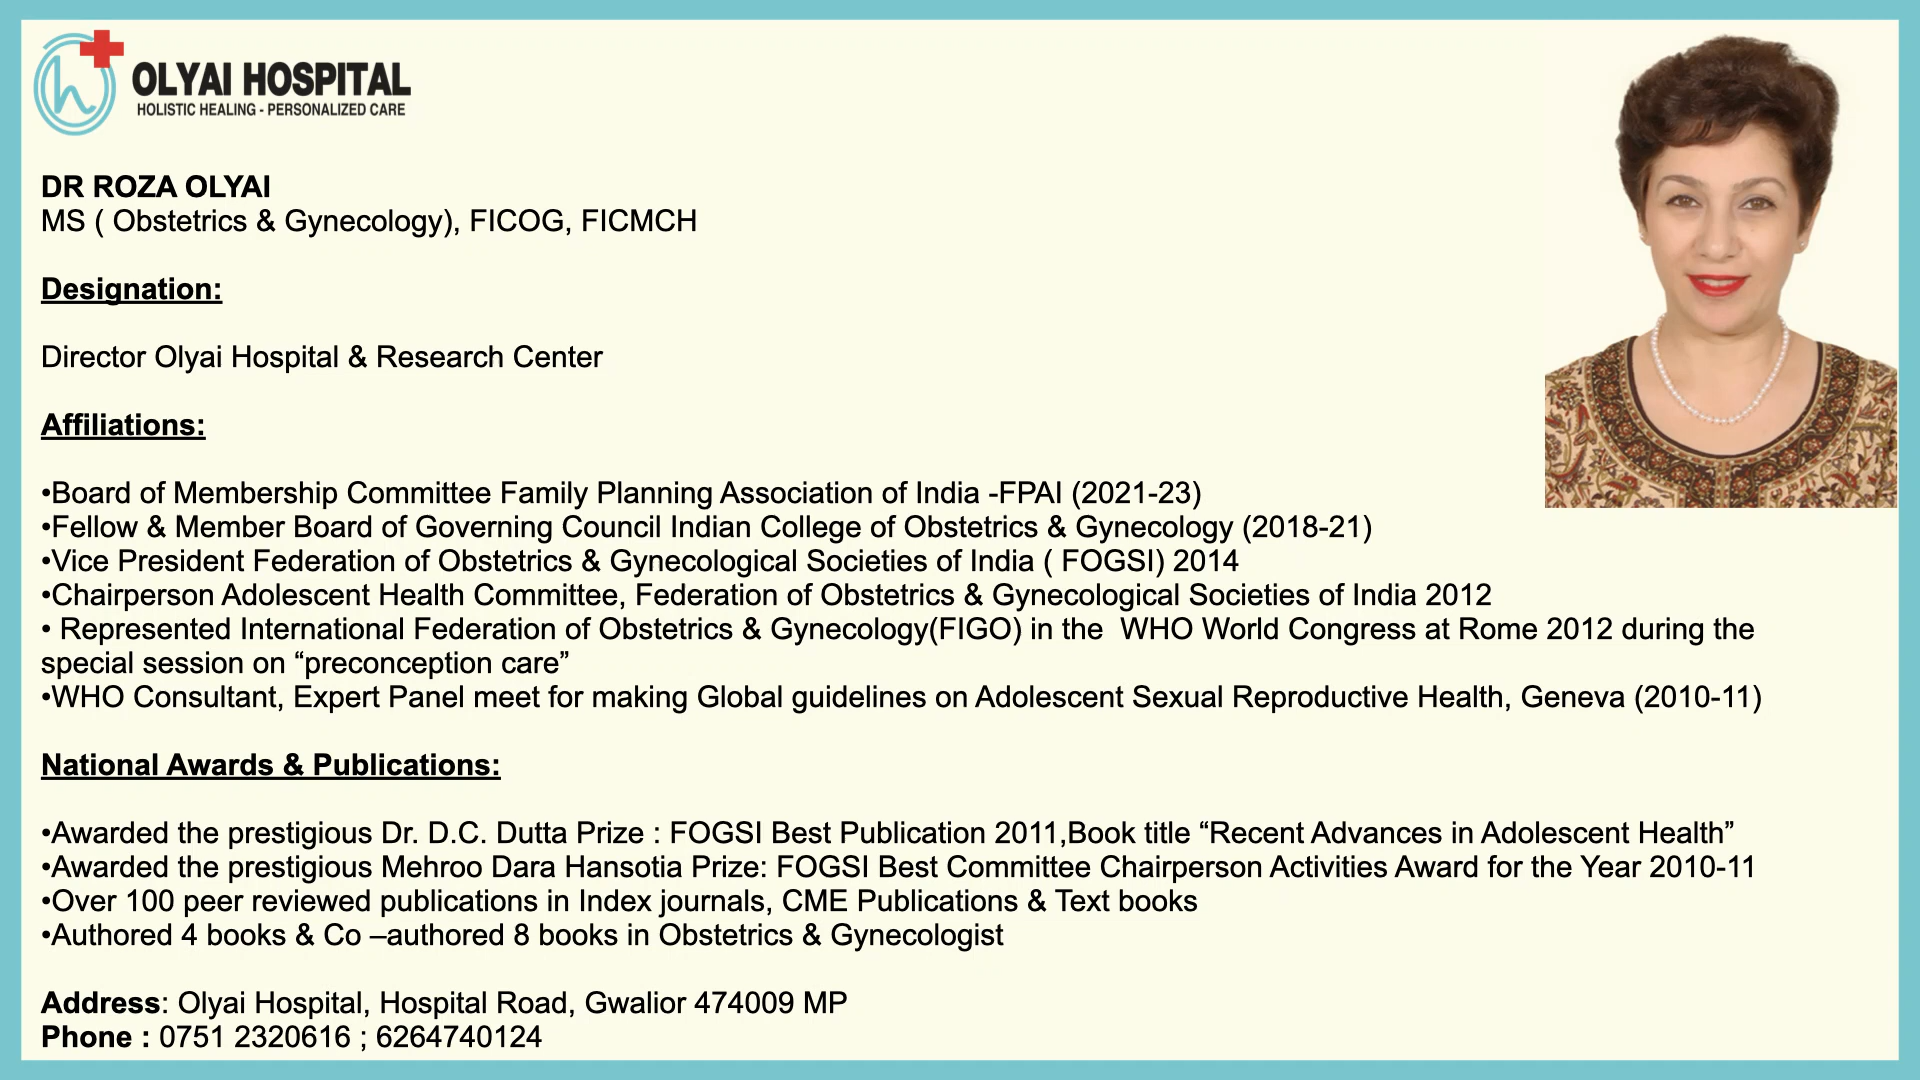 OLYAI HOSPITAL
HOLISTIC HEALING - PERSONALIZED CARE
DR ROZA OLYAI
MS ( Obstetrics & Gynecology), FICOG, FICMCH
Designation:
Director Olyai Hospital & Research Center
Affiliations:
•Board of Membership Committee Family Planning Association of India -FPAI (2021-23)
•Fellow & Member Board of Governing Council Indian College of Obstetrics & Gynecology (2018-21)
•Vice President Federation of Obstetrics & Gynecological Societies of India ( FOGSI) 2014
•Chairperson Adolescent Health Committee, Federation of Obstetrics & Gynecological Societies of India 2012
• Represented International Federation of Obstetrics & Gynecology(FIGO) in the  WHO World Congress at Rome 2012 during the
special session on “preconception care”
•WHO Consultant, Expert Panel meet for making Global guidelines on Adolescent Sexual Reproductive Health, Geneva (2010-11)
National Awards & Publications:
•Awarded the prestigious Dr. D.C. Dutta Prize : FOGSI Best Publication 2011,Book title “Recent Advances in Adolescent Health”
•Awarded the prestigious Mehroo Dara Hansotia Prize: FOGSI Best Committee Chairperson Activities Award for the Year 2010-11
•Over 100 peer reviewed publications in Index journals, CME Publications & Text books
•Authored 4 books & Co –authored 8 books in Obstetrics & Gynecologist
Address: Olyai Hospital, Hospital Road, Gwalior 474009 MP
Phone : 0751 2320616 ; 6264740124